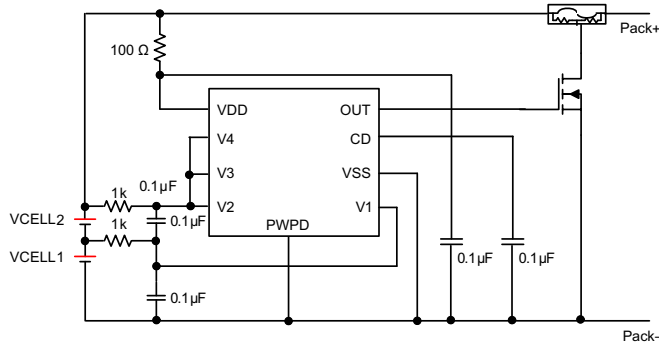 Pack+
100 Ω
VDD
OUT
V4
CD
V3
VSS
0.1µF
1k
V2
V1
0.1µF
VCELL2
1k
PWPD
VCELL1
0.1µF
0.1µF
0.1µF
Pack-